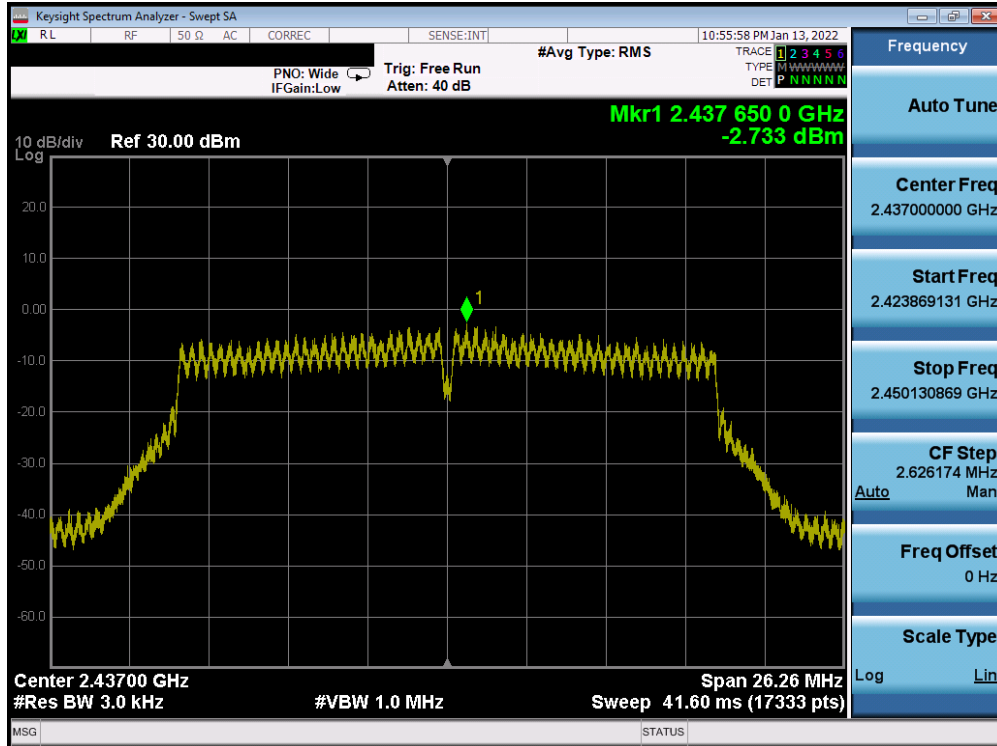 Keysight Spectrum Analyzer - Swept SA
LXI RL RF 50 Ω AC CORREC SENSE:INT 10:55:58 PM Jan 13, 2022
#Avg Type: RMS TRACE 1 2 3 4 5 6
PNO: Wide Trig: Free Run TYPE M WWWWW
IFGain:Low Atten: 40 dB DET P N N N N N
Mkr1 2.437 650 0 GHz
-2.733 dBm
10 dB/div Ref 30.00 dBm
Log
20.0
10.0
0.00
-10.0
-20.0
-30.0
-40.0
-50.0
-60.0
1
Center 2.43700 GHz Span 26.26 MHz
#Res BW 3.0 kHz #VBW 1.0 MHz Sweep 41.60 ms (17333 pts)
MSG STATUS
Frequency
Auto Tune
Center Freq
2.437000000 GHz
Start Freq
2.423869131 GHz
Stop Freq
2.450130869 GHz
CF Step
2.626174 MHz
Auto Man
Freq Offset
0 Hz
Scale Type
Log Lin